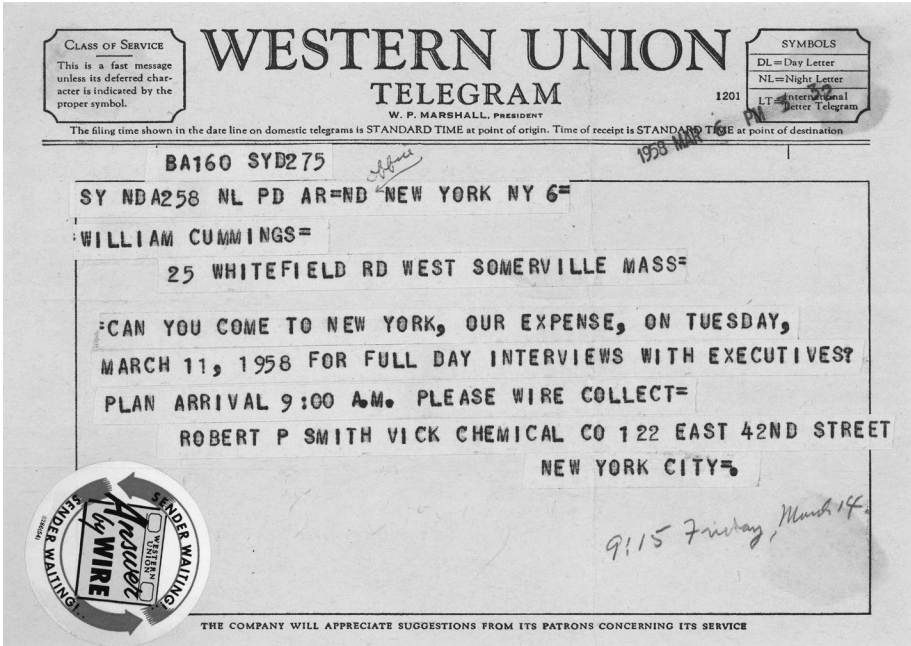 CLASS OF SERVICE
This is a fast message
unless its deferred char-
acter is indicated by the
proper symbol.
WESTERN UNION
TELEGRAM
W. P. MARSHALL, PRESIDENT
1201
SYMBOLS
DL=Day Letter
NL=Night Letter
LT=International Letter Telegram
1958 MAR 6 PM 3 32
The filing time shown in the date line on domestic telegrams is STANDARD TIME at point of origin. Time of receipt is STANDARD TIME at point of destination
BA160 SYD275
office
SY NDA258 NL PD AR=ND NEW YORK NY 6=
WILLIAM CUMMINGS=
25 WHITEFIELD RD WEST SOMERVILLE MASS=
=CAN YOU COME TO NEW YORK, OUR EXPENSE, ON TUESDAY,
MARCH 11, 1958 FOR FULL DAY INTERVIEWS WITH EXECUTIVES?
PLAN ARRIVAL 9:00 A.M. PLEASE WIRE COLLECT=
ROBERT P SMITH VICK CHEMICAL CO 122 EAST 42ND STREET
NEW YORK CITY=.
9:15 Friday, March 14.
SENDER WAITING!
SENDER WAITING!
Answer
by WIRE
WESTERN
UNION
THE COMPANY WILL APPRECIATE SUGGESTIONS FROM ITS PATRONS CONCERNING ITS SERVICE